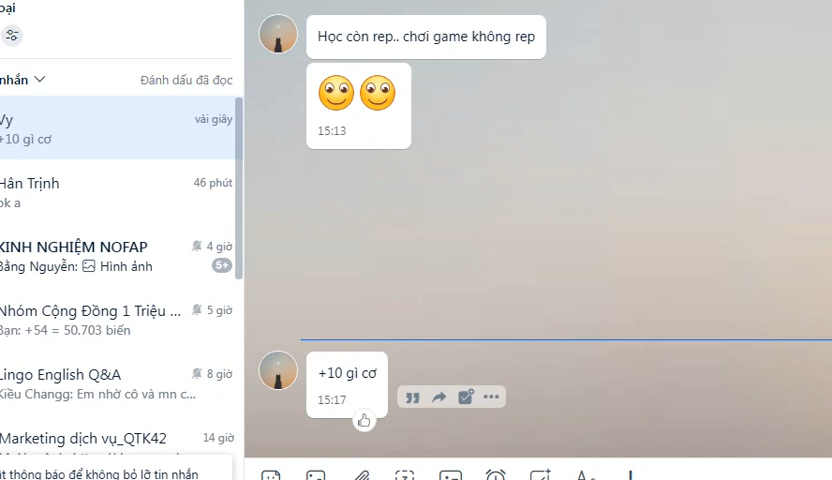 oại
nhắn
Đánh dấu đã đọc
Vy
vài giây
+10 gì cơ
Hân Trịnh
46 phút
ok a
KINH NGHIỆM NOFAP
4 giờ
Bằng Nguyễn: Hình ảnh
5+
Nhóm Cộng Đồng 1 Triệu ...
5 giờ
Bạn: +54 = 50.703 biến
Lingo English Q&A
8 giờ
Kiều Changg: Em nhờ cô và mn c...
Marketing dịch vụ_QTK42
14 giờ
ật thông báo để không bỏ lỡ tin nhắn
Học còn rep.. chơi game không rep
15:13
+10 gì cơ
15:17